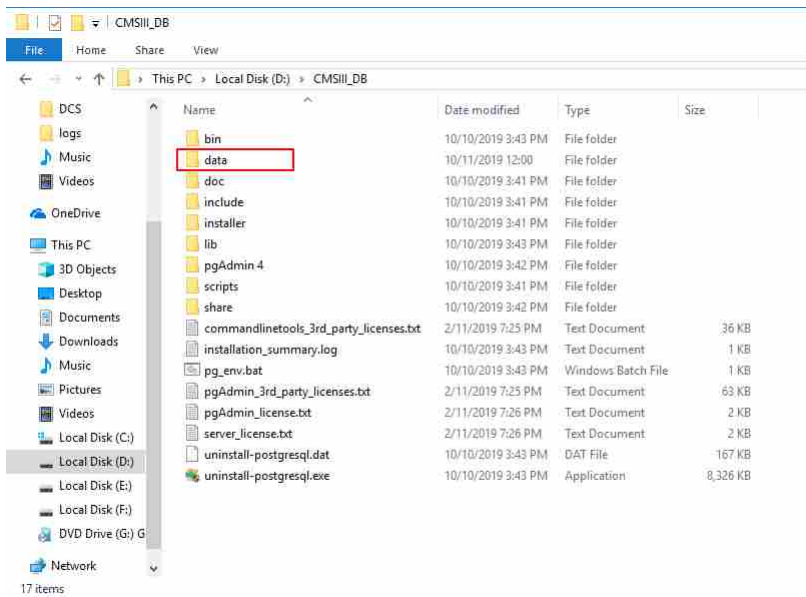 CMSIII_DB
File Home Share View
This PC > Local Disk (D:) > CMSIII_DB
DCS
logs
Music
Videos
OneDrive
This PC
3D Objects
Desktop
Documents
Downloads
Music
Pictures
Videos
Local Disk (C:)
Local Disk (D:)
Local Disk (E:)
Local Disk (F:)
DVD Drive (G:) G
Network
Name Date modified Type Size
bin 10/10/2019 3:43 PM File folder
data 10/11/2019 12:00 File folder
doc 10/10/2019 3:41 PM File folder
include 10/10/2019 3:41 PM File folder
installer 10/10/2019 3:41 PM File folder
lib 10/10/2019 3:43 PM File folder
pgAdmin 4 10/10/2019 3:42 PM File folder
scripts 10/10/2019 3:41 PM File folder
share 10/10/2019 3:42 PM File folder
commandlinetools_3rd_party_licenses.txt 2/11/2019 7:25 PM Text Document 36 KB
installation_summary.log 10/10/2019 3:43 PM Text Document 1 KB
pg_env.bat 10/10/2019 3:43 PM Windows Batch File 1 KB
pgAdmin_3rd_party_licenses.txt 2/11/2019 7:25 PM Text Document 63 KB
pgAdmin_license.txt 2/11/2019 7:26 PM Text Document 2 KB
server_license.txt 2/11/2019 7:26 PM Text Document 2 KB
uninstall-postgresql.dat 10/10/2019 3:43 PM DAT File 167 KB
uninstall-postgresql.exe 10/10/2019 3:43 PM Application 8,326 KB
17 items